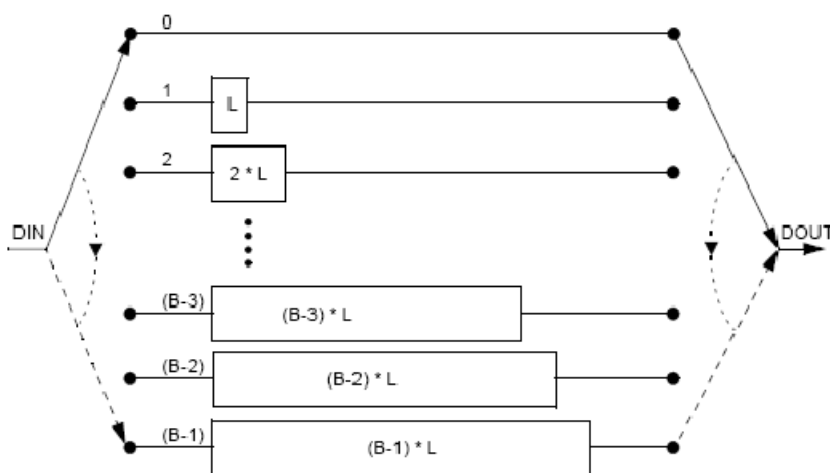 0
1
L
2
2 * L
DIN
DOUT
(B-3)
(B-3) * L
(B-2)
(B-2) * L
(B-1)
(B-1) * L